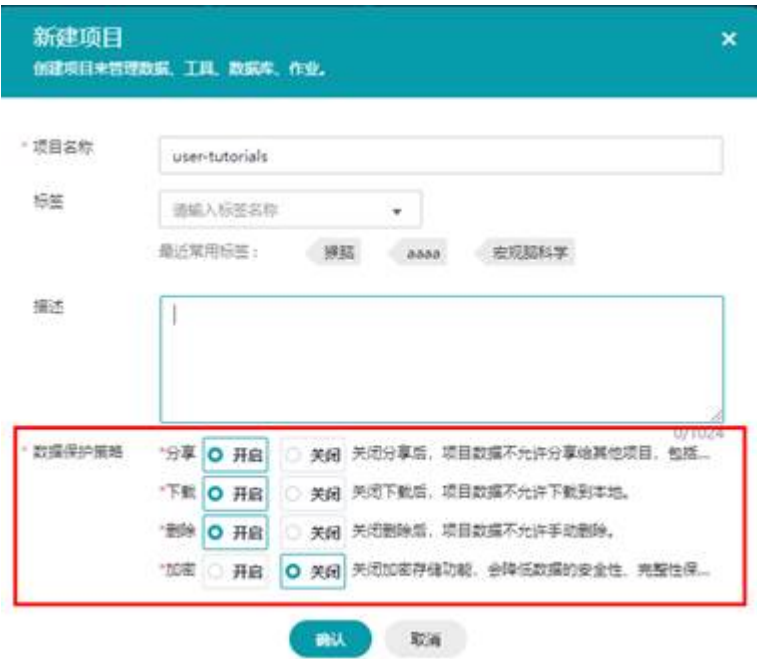 新建项目
创建项目来管理数据、工具、数据库、作业。
* 项目名称
user-tutorials
标签
请输入标签名称
最近常用标签：
猕猴
aaaa
宏观脑科学
描述
0/1024
* 数据保护策略
*分享 开启 关闭 关闭分享后，项目数据不允许分享给其他项目，包括...
*下载 开启 关闭 关闭下载后，项目数据不允许下载到本地。
*删除 开启 关闭 关闭删除后，项目数据不允许手动删除。
*加密 开启 关闭 关闭加密存储功能，会降低数据的安全性、完整性保...
确认 取消